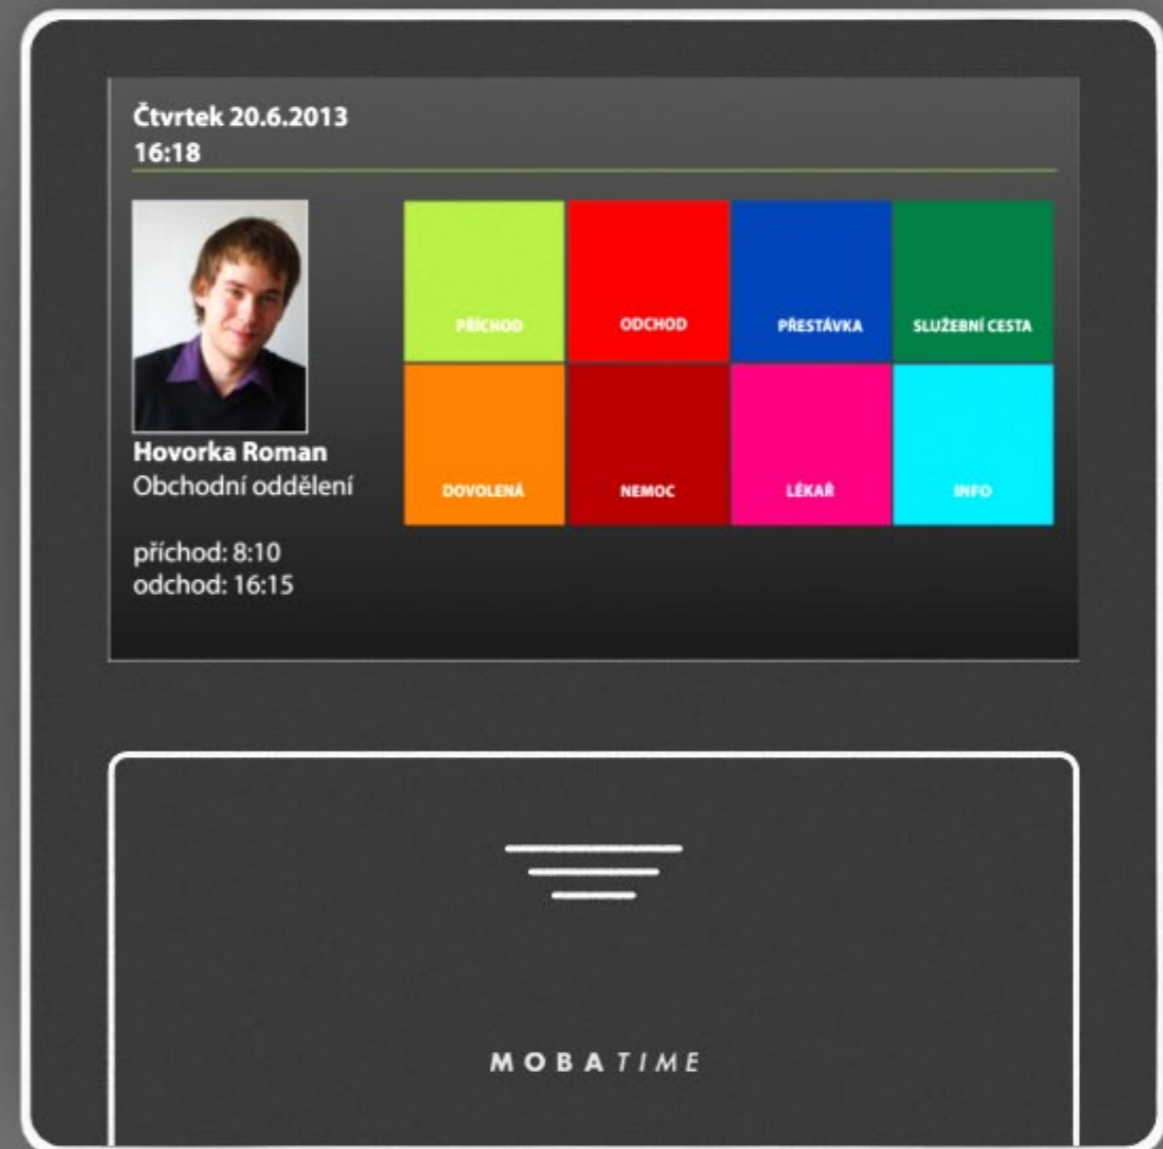 Čtvrtek 20.6.2013
16:18
PŘÍCHOD
ODCHOD
PŘESTÁVKA
SLUŽEBNÍ CESTA
Hovorka Roman
Obchodní oddělení
DOVOLENÁ
NEMOC
LÉKAŘ
INFO
příchod: 8:10
odchod: 16:15
MOBATIME